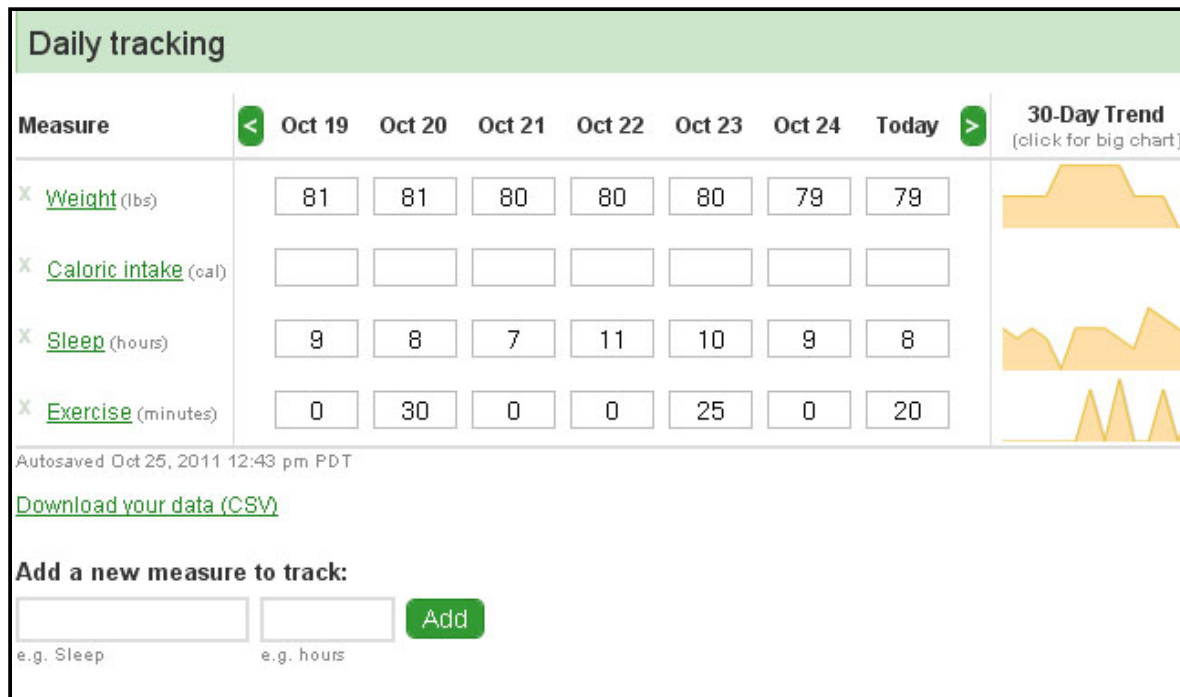 Daily tracking
Measure < Oct 19 Oct 20 Oct 21 Oct 22 Oct 23 Oct 24 Today > 30-Day Trend
(click for big chart)
X Weight (lbs) 81 81 80 80 80 79 79
X Caloric intake (cal)
X Sleep (hours) 9 8 7 11 10 9 8
X Exercise (minutes) 0 30 0 0 25 0 20
Autosaved Oct 25, 2011 12:43 pm PDT
Download your data (CSV)
Add a new measure to track:
Add
e.g. Sleep e.g. hours